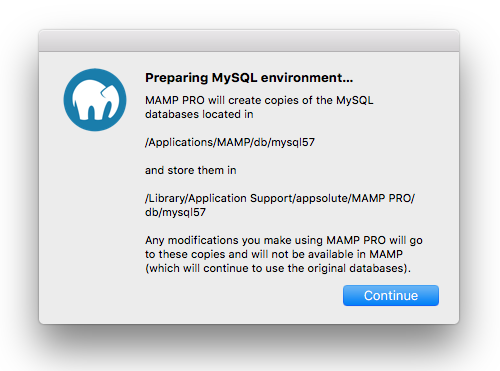 Preparing MySQL environment...
MAMP PRO will create copies of the MySQL
databases located in
/Applications/MAMP/db/mysql57
and store them in
/Library/Application Support/appsolute/MAMP PRO/
db/mysql57
Any modifications you make using MAMP PRO will go
to these copies and will not be available in MAMP
(which will continue to use the original databases).
Continue